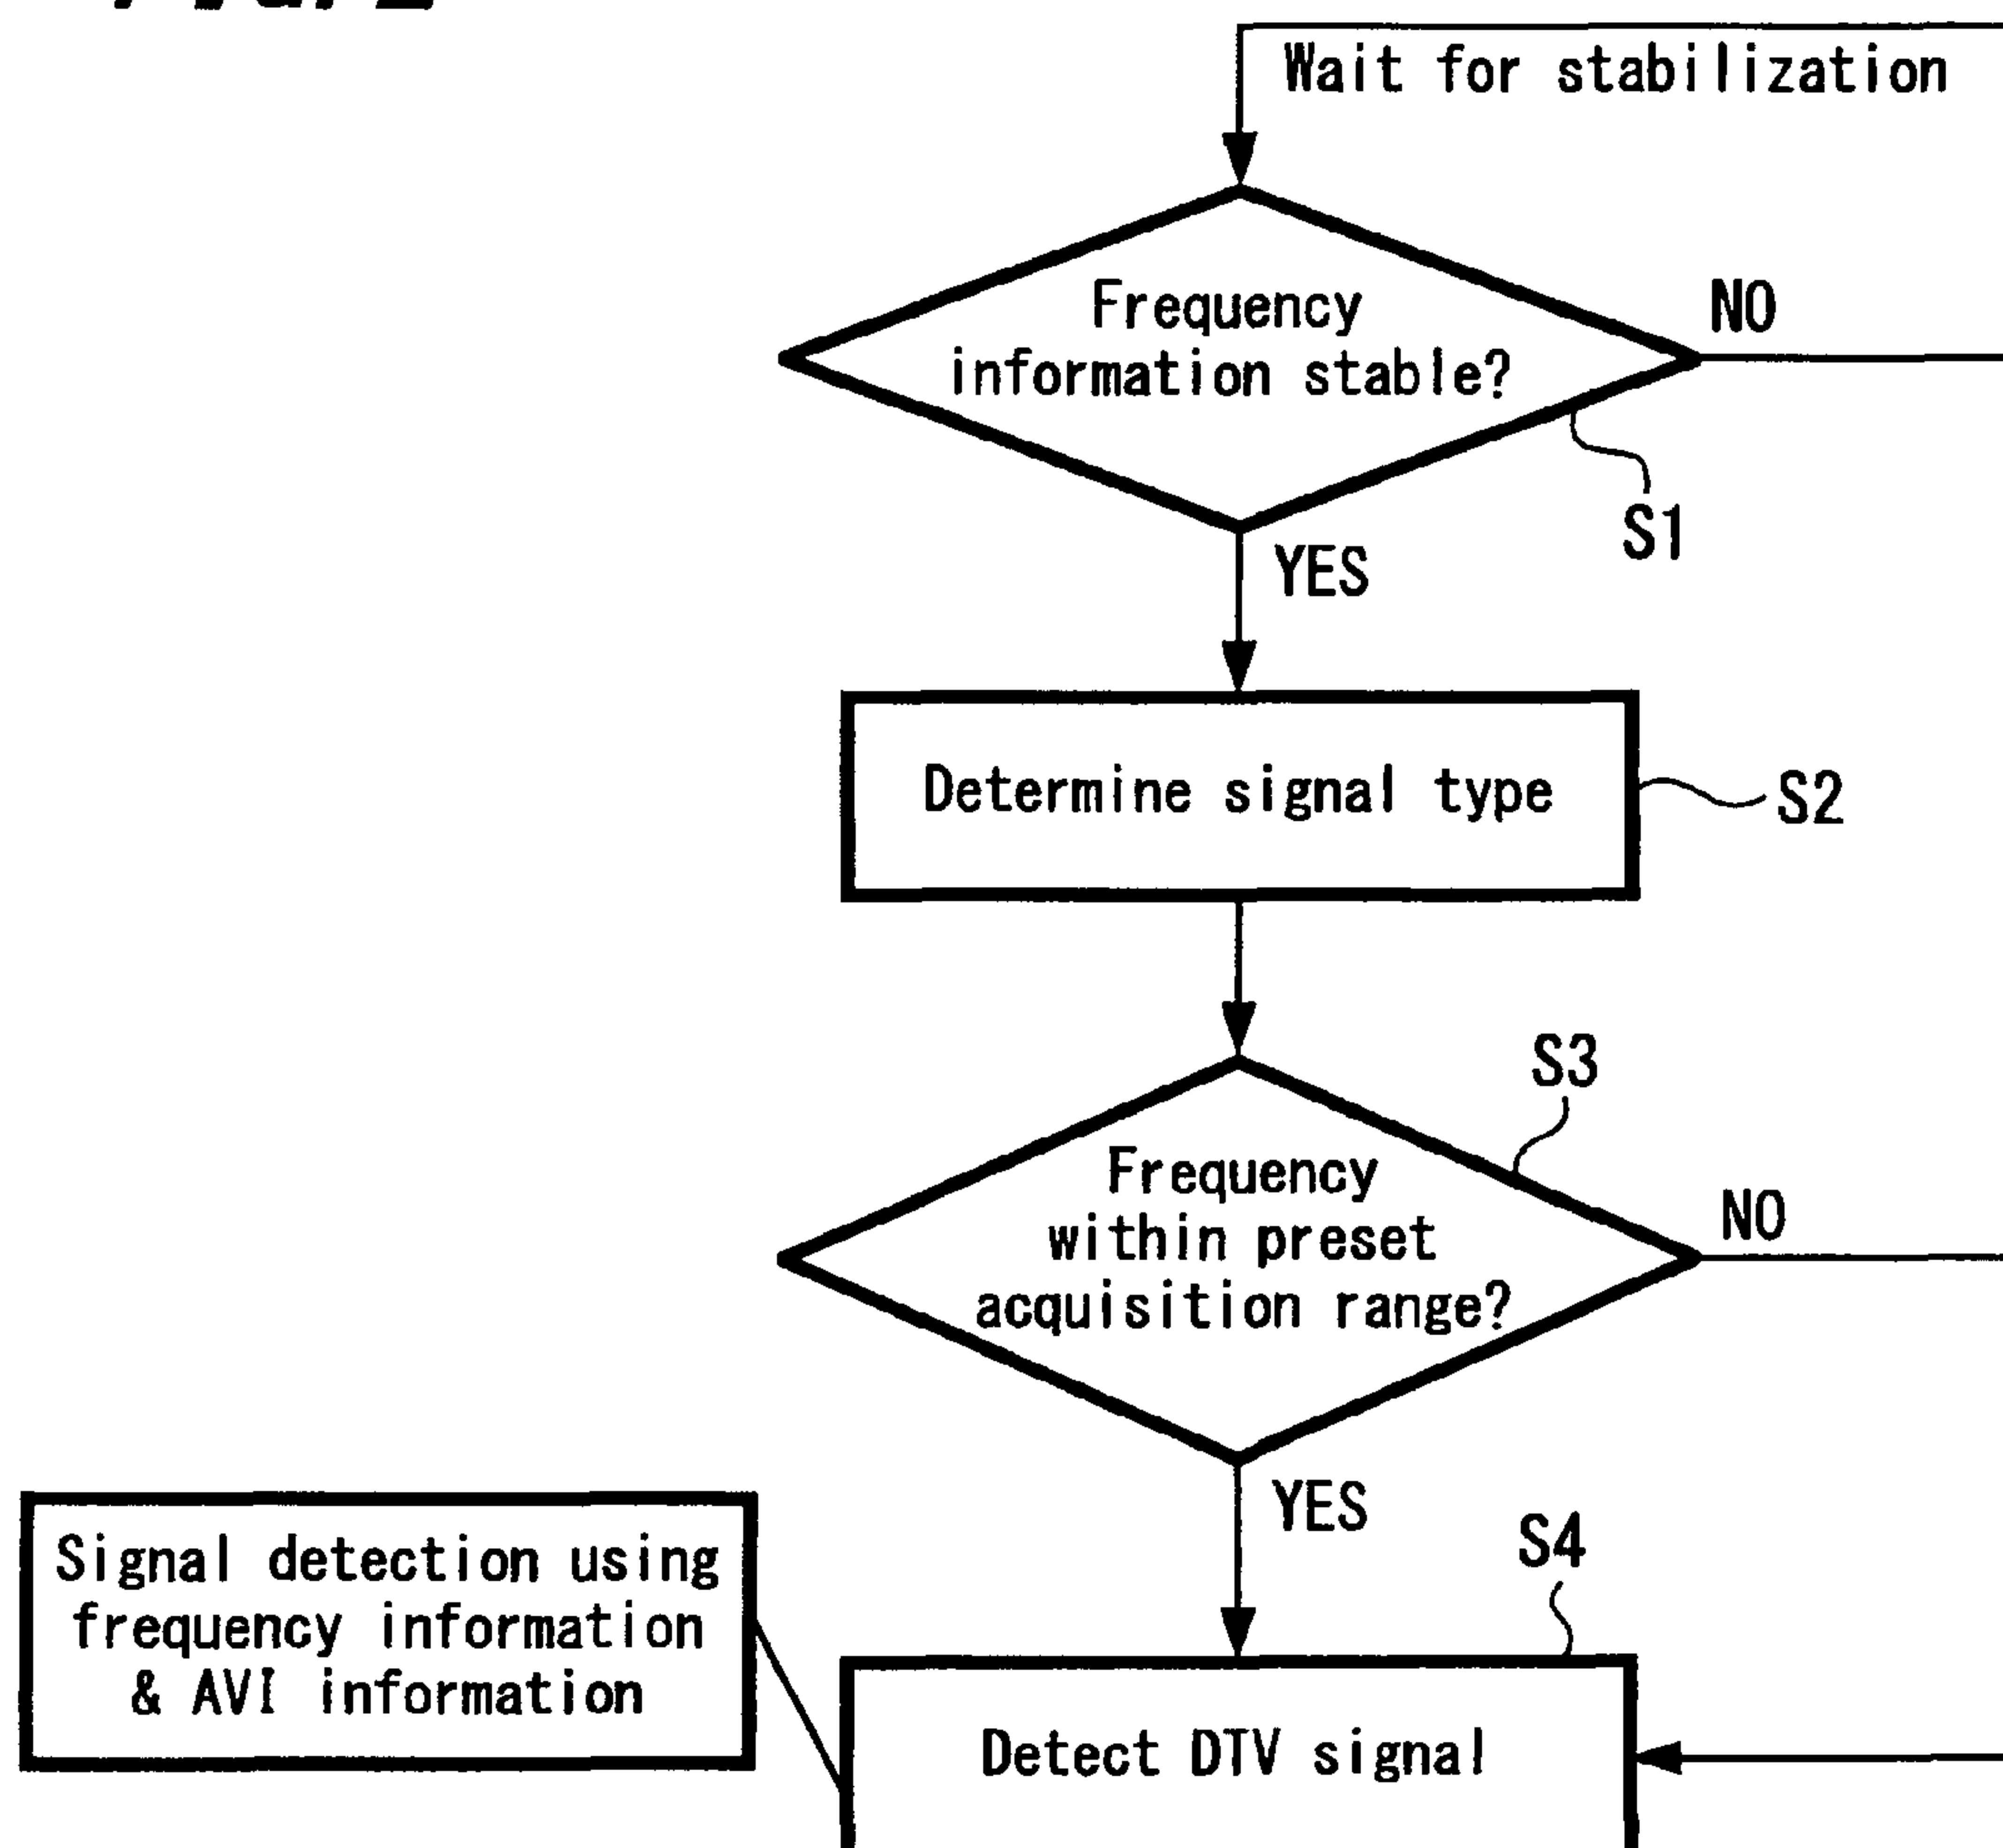 Wait for stabilization
Frequency
information stable?
NO
S1
YES
Determine signal type
S2
S3
Frequency
within preset
acquisition range?
NO
YES
S4
Signal detection using
frequency information
& AVI information
Detect DTV signal